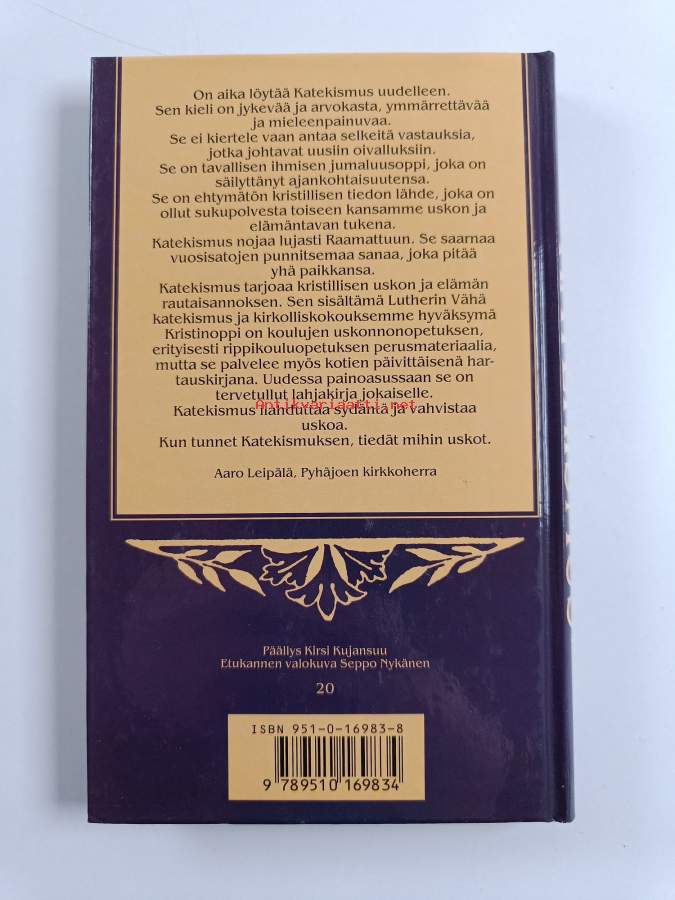 On aika löytää Katekismus uudelleen.
Sen kieli on jykevää ja arvokasta, ymmärrettävää
ja mieleenpainuvaa.
Se ei kiertele vaan antaa selkeitä vastauksia,
jotka johtavat uusiin oivalluksiin.
Se on tavallisen ihmisen jumaluusoppi, joka on
säilyttänyt ajankohtaisuutensa.
Se on ehtymätön kristillisen tiedon lähde, joka on
ollut sukupolvesta toiseen kansamme uskon ja
elämäntavan tukena.
Katekismus nojaa lujasti Raamattuun. Se saarnaa
vuosisatojen punnitsemaa sanaa, joka pitää
yhä paikkansa.
Katekismus tarjoaa kristillisen uskon ja elämän
rautaisannoksen. Sen sisältämä Lutherin Vähä
katekismus ja kirkolliskokouksemme hyväksymä
Kristinoppi on koulujen uskonnonopetuksen,
erityisesti rippikouluopetuksen perusmateriaalia,
mutta se palvelee myös kotien päivittäisenä har-
tauskirjana. Uudessa painoasussaan se on
tervetullut lahjakirja jokaiselle.
Antikvariaatti.net
Katekismus ilahduttaa sydäntä ja vahvistaa
uskoa.
Kun tunnet Katekismuksen, tiedät mihin uskot.
Aaro Leipälä, Pyhäjoen kirkkoherra
Päällys Kirsi Kujansuu
Etukannen valokuva Seppo Nykänen
20
ISBN 951-0-16983-8
9 789510 169834